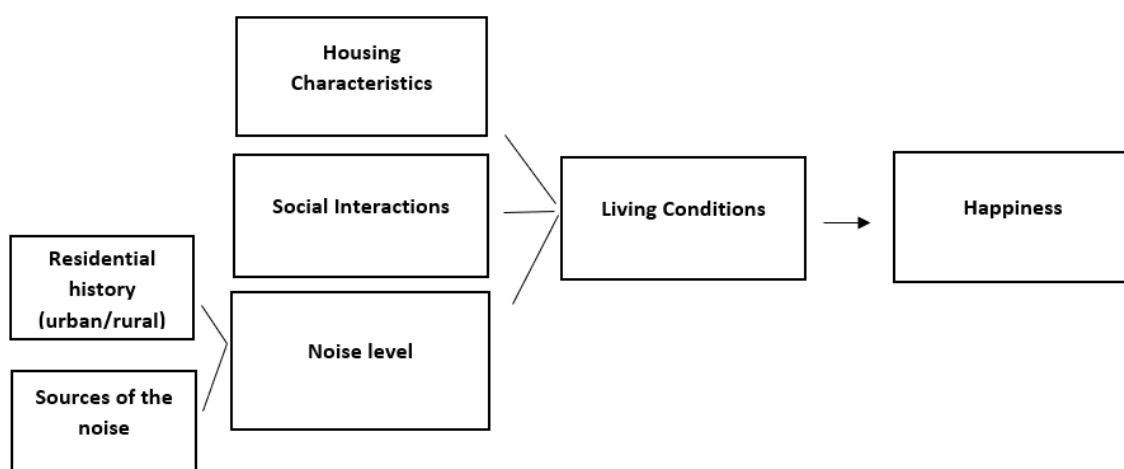 Housing
Characteristics
Social Interactions
Living Conditions
Happiness
Residential
history
(urban/rural)
Noise level
Sources of the
noise